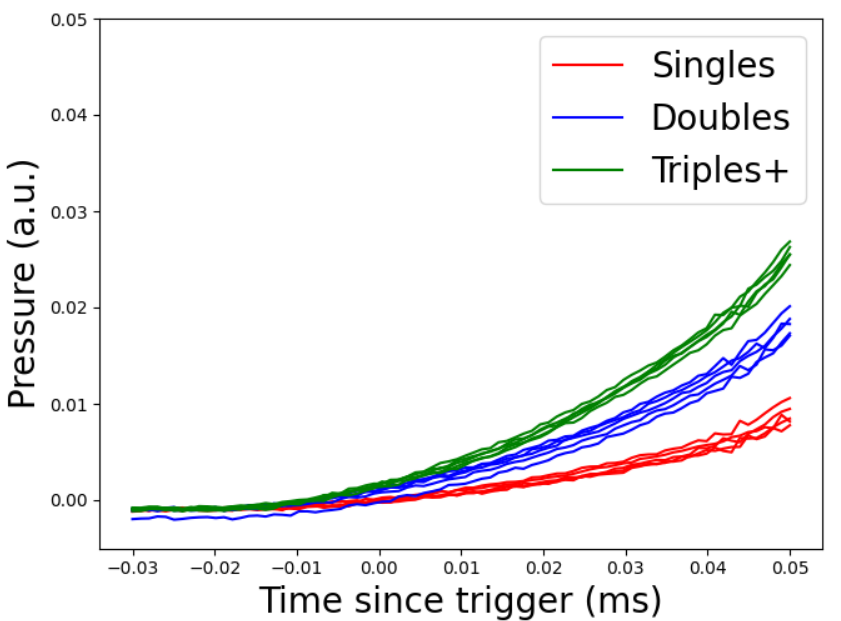 0.05
0.04
0.03
0.02
0.01
0.00
Pressure (a.u.)
Singles
Doubles
Triples+
−0.03 −0.02 −0.01 0.00 0.01 0.02 0.03 0.04 0.05
Time since trigger (ms)